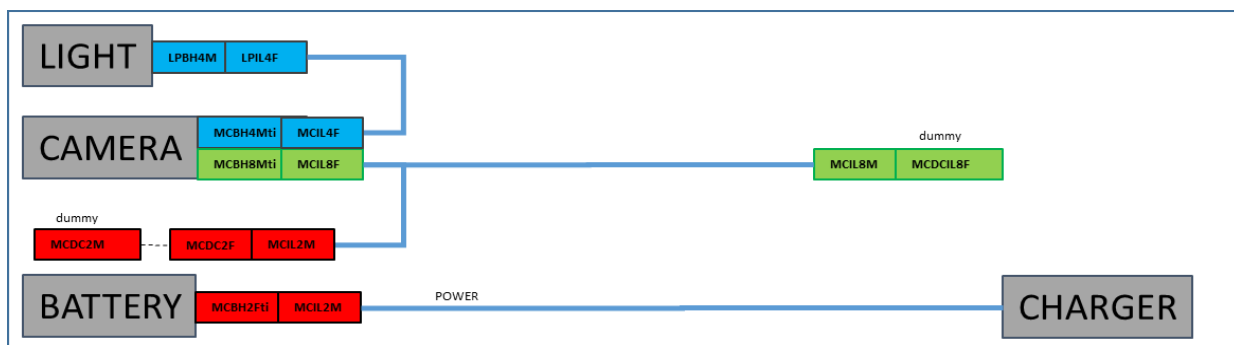 LIGHT LPBH4M LPIL4F
CAMERA MCBH4Mti MCIL4F
dummy
MCBH8Mti MCIL8F MCIL8M MCDCIL8F
dummy
MCDC2M MCDC2F MCIL2M
BATTERY MCBH2Fti MCIL2M POWER CHARGER